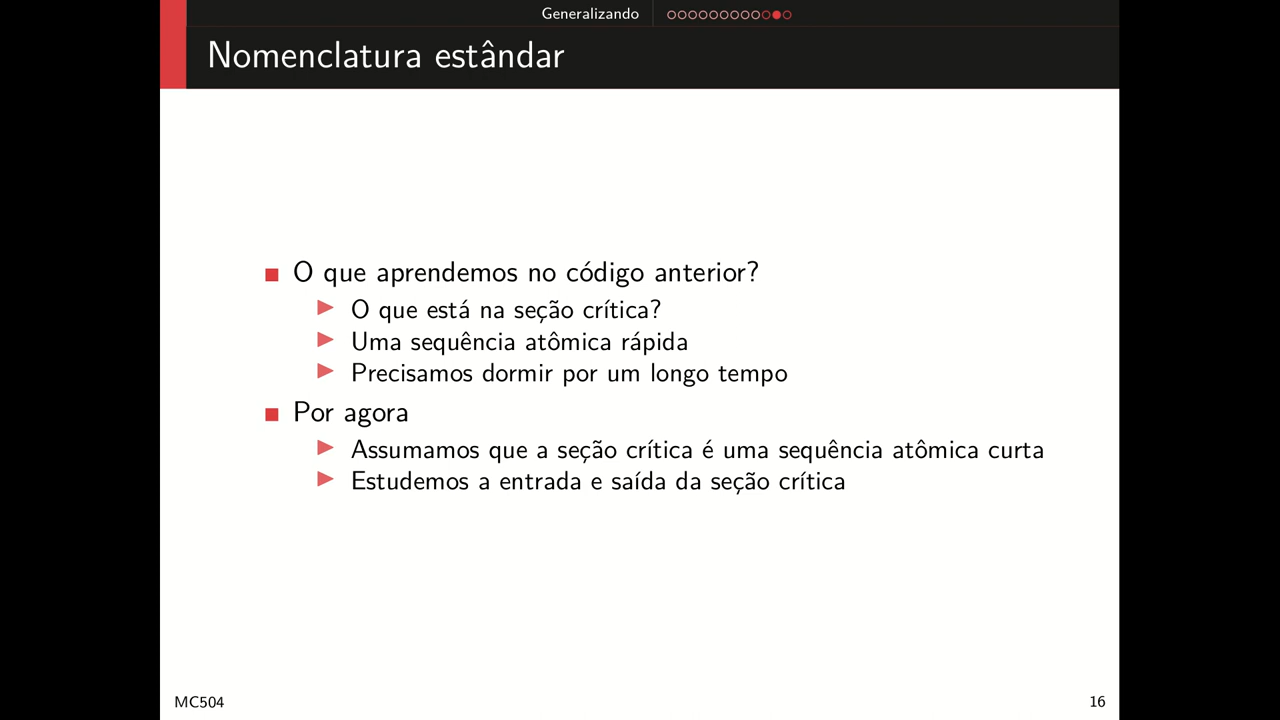 Generalizando
Nomenclatura estândar
O que aprendemos no código anterior?
O que está na seção crítica?
Uma sequência atômica rápida
Precisamos dormir por um longo tempo
Por agora
Assumamos que a seção crítica é uma sequência atômica curta
Estudemos a entrada e saída da seção crítica
MC504
16